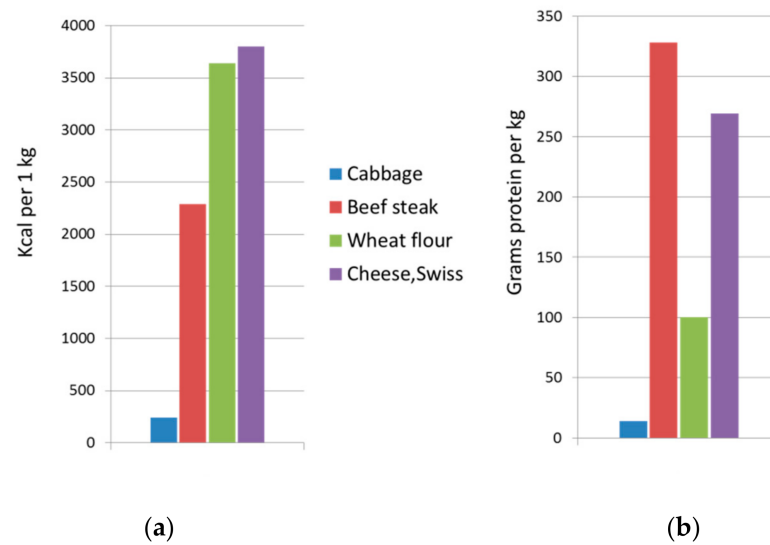 4000
3500
3000
2500
2000
1500
1000
500
0
Kcal per 1 kg
Cabbage
Beef steak
Wheat flour
Cheese,Swiss
350
300
250
200
150
100
50
0
Grams protein per kg
(a)
(b)